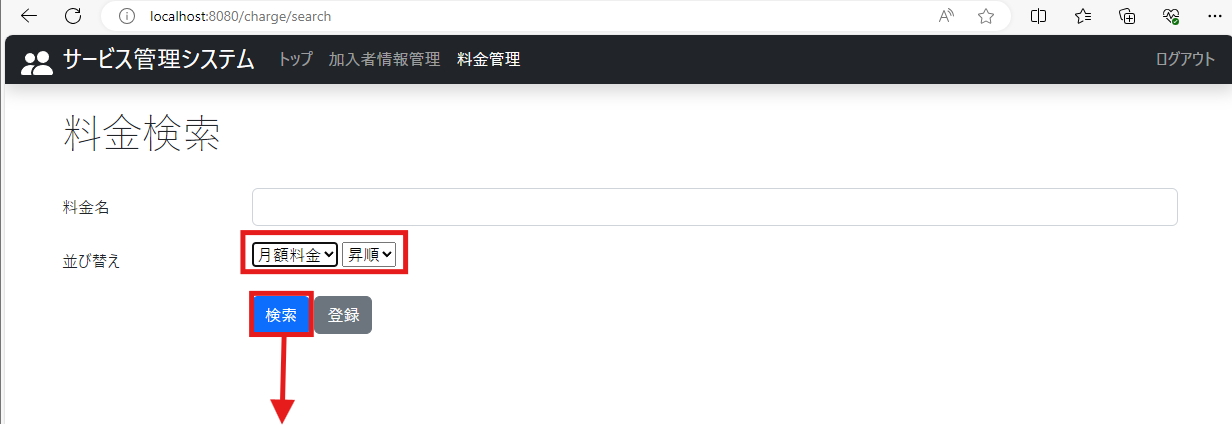 localhost:8080/charge/search
サービス管理システム トップ 加入者情報管理 料金管理 ログアウト
料金検索
料金名
並び替え 月額料金 昇順
検索 登録